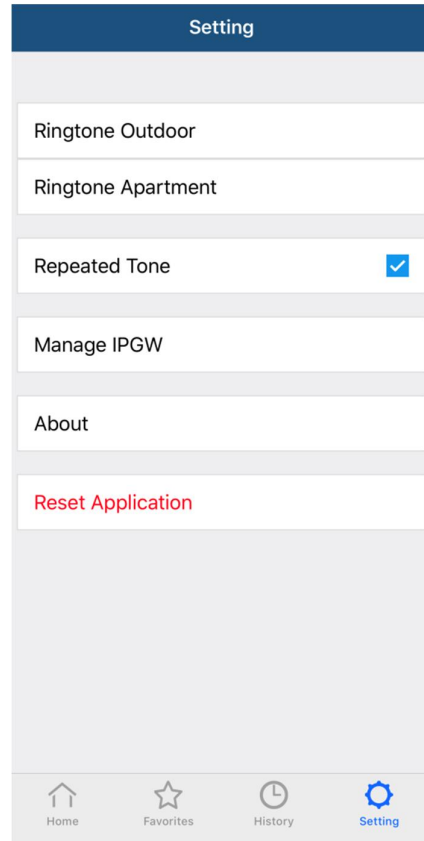 Setting
Ringtone Outdoor
Ringtone Apartment
Repeated Tone
Manage IPGW
About
Reset Application
Home Favorites History Setting